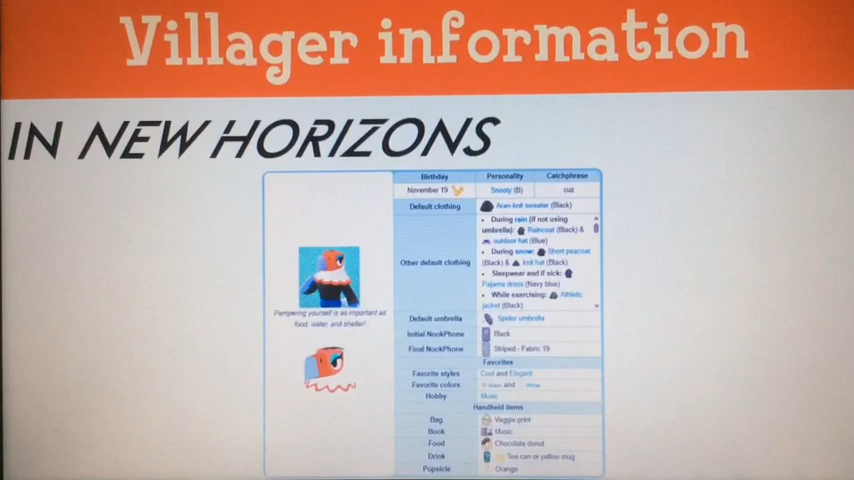 Villager information
IN NEW HORIZONS
Birthday Personality Catchphrase
November 19 Snooty (B) cuz
Default clothing Aran-knit sweater (Black)
Other default clothing
• During rain (if not using
umbrella): Raincoat (Black) &
outdoor hat (Blue)
• During snow: Short peacoat
(Black) & knit hat (Black)
• Sleepwear and if sick:
Pajama dress (Navy blue)
• While exercising: Athletic
jacket (Black)
Pampering yourself is as important as
food, water, and shelter!
Default umbrella Spider umbrella
Initial NookPhone Black
Final NookPhone Striped - Fabric 19
Favorites
Favorite styles Cool and Elegant
Favorite colors and
Hobby Music
Handheld items
Bag Veggie-print
Book Music
Food Chocolate donut
Drink Tea can or yellow mug
Popsicle Orange